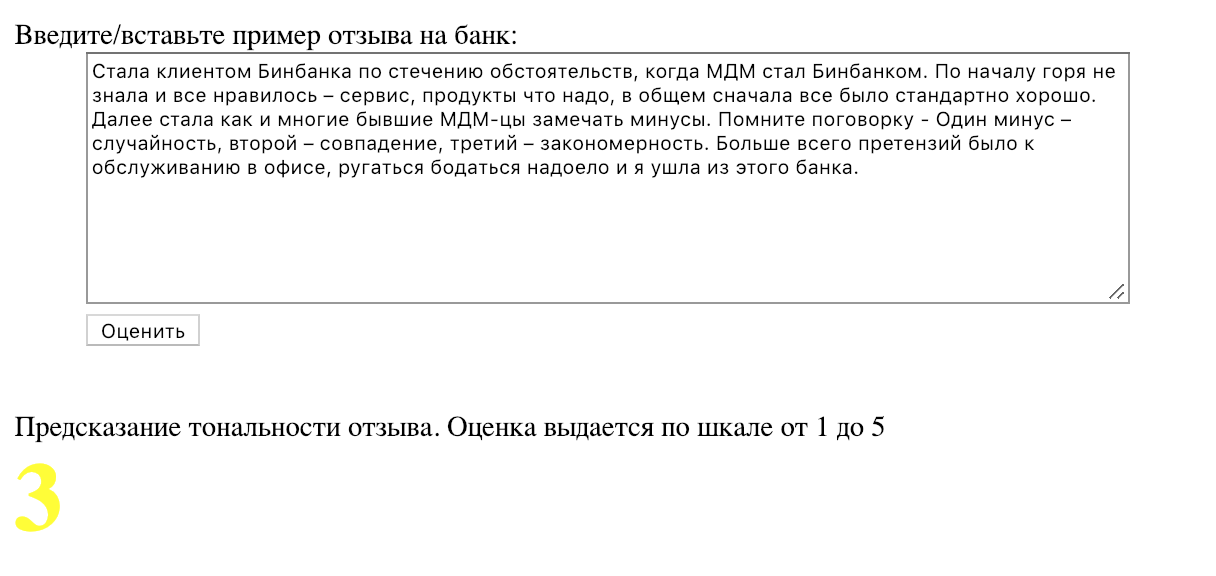 Введите/вставьте пример отзыва на банк:
Стала клиентом Бинбанка по стечению обстоятельств, когда МДМ стал Бинбанком. По началу горя не
знала и все нравилось – сервис, продукты что надо, в общем сначала все было стандартно хорошо.
Далее стала как и многие бывшие МДМ-цы замечать минусы. Помните поговорку - Один минус –
случайность, второй – совпадение, третий – закономерность. Больше всего претензий было к
обслуживанию в офисе, ругаться бодаться надоело и я ушла из этого банка.
Оценить
Предсказание тональности отзыва. Оценка выдается по шкале от 1 до 5
3